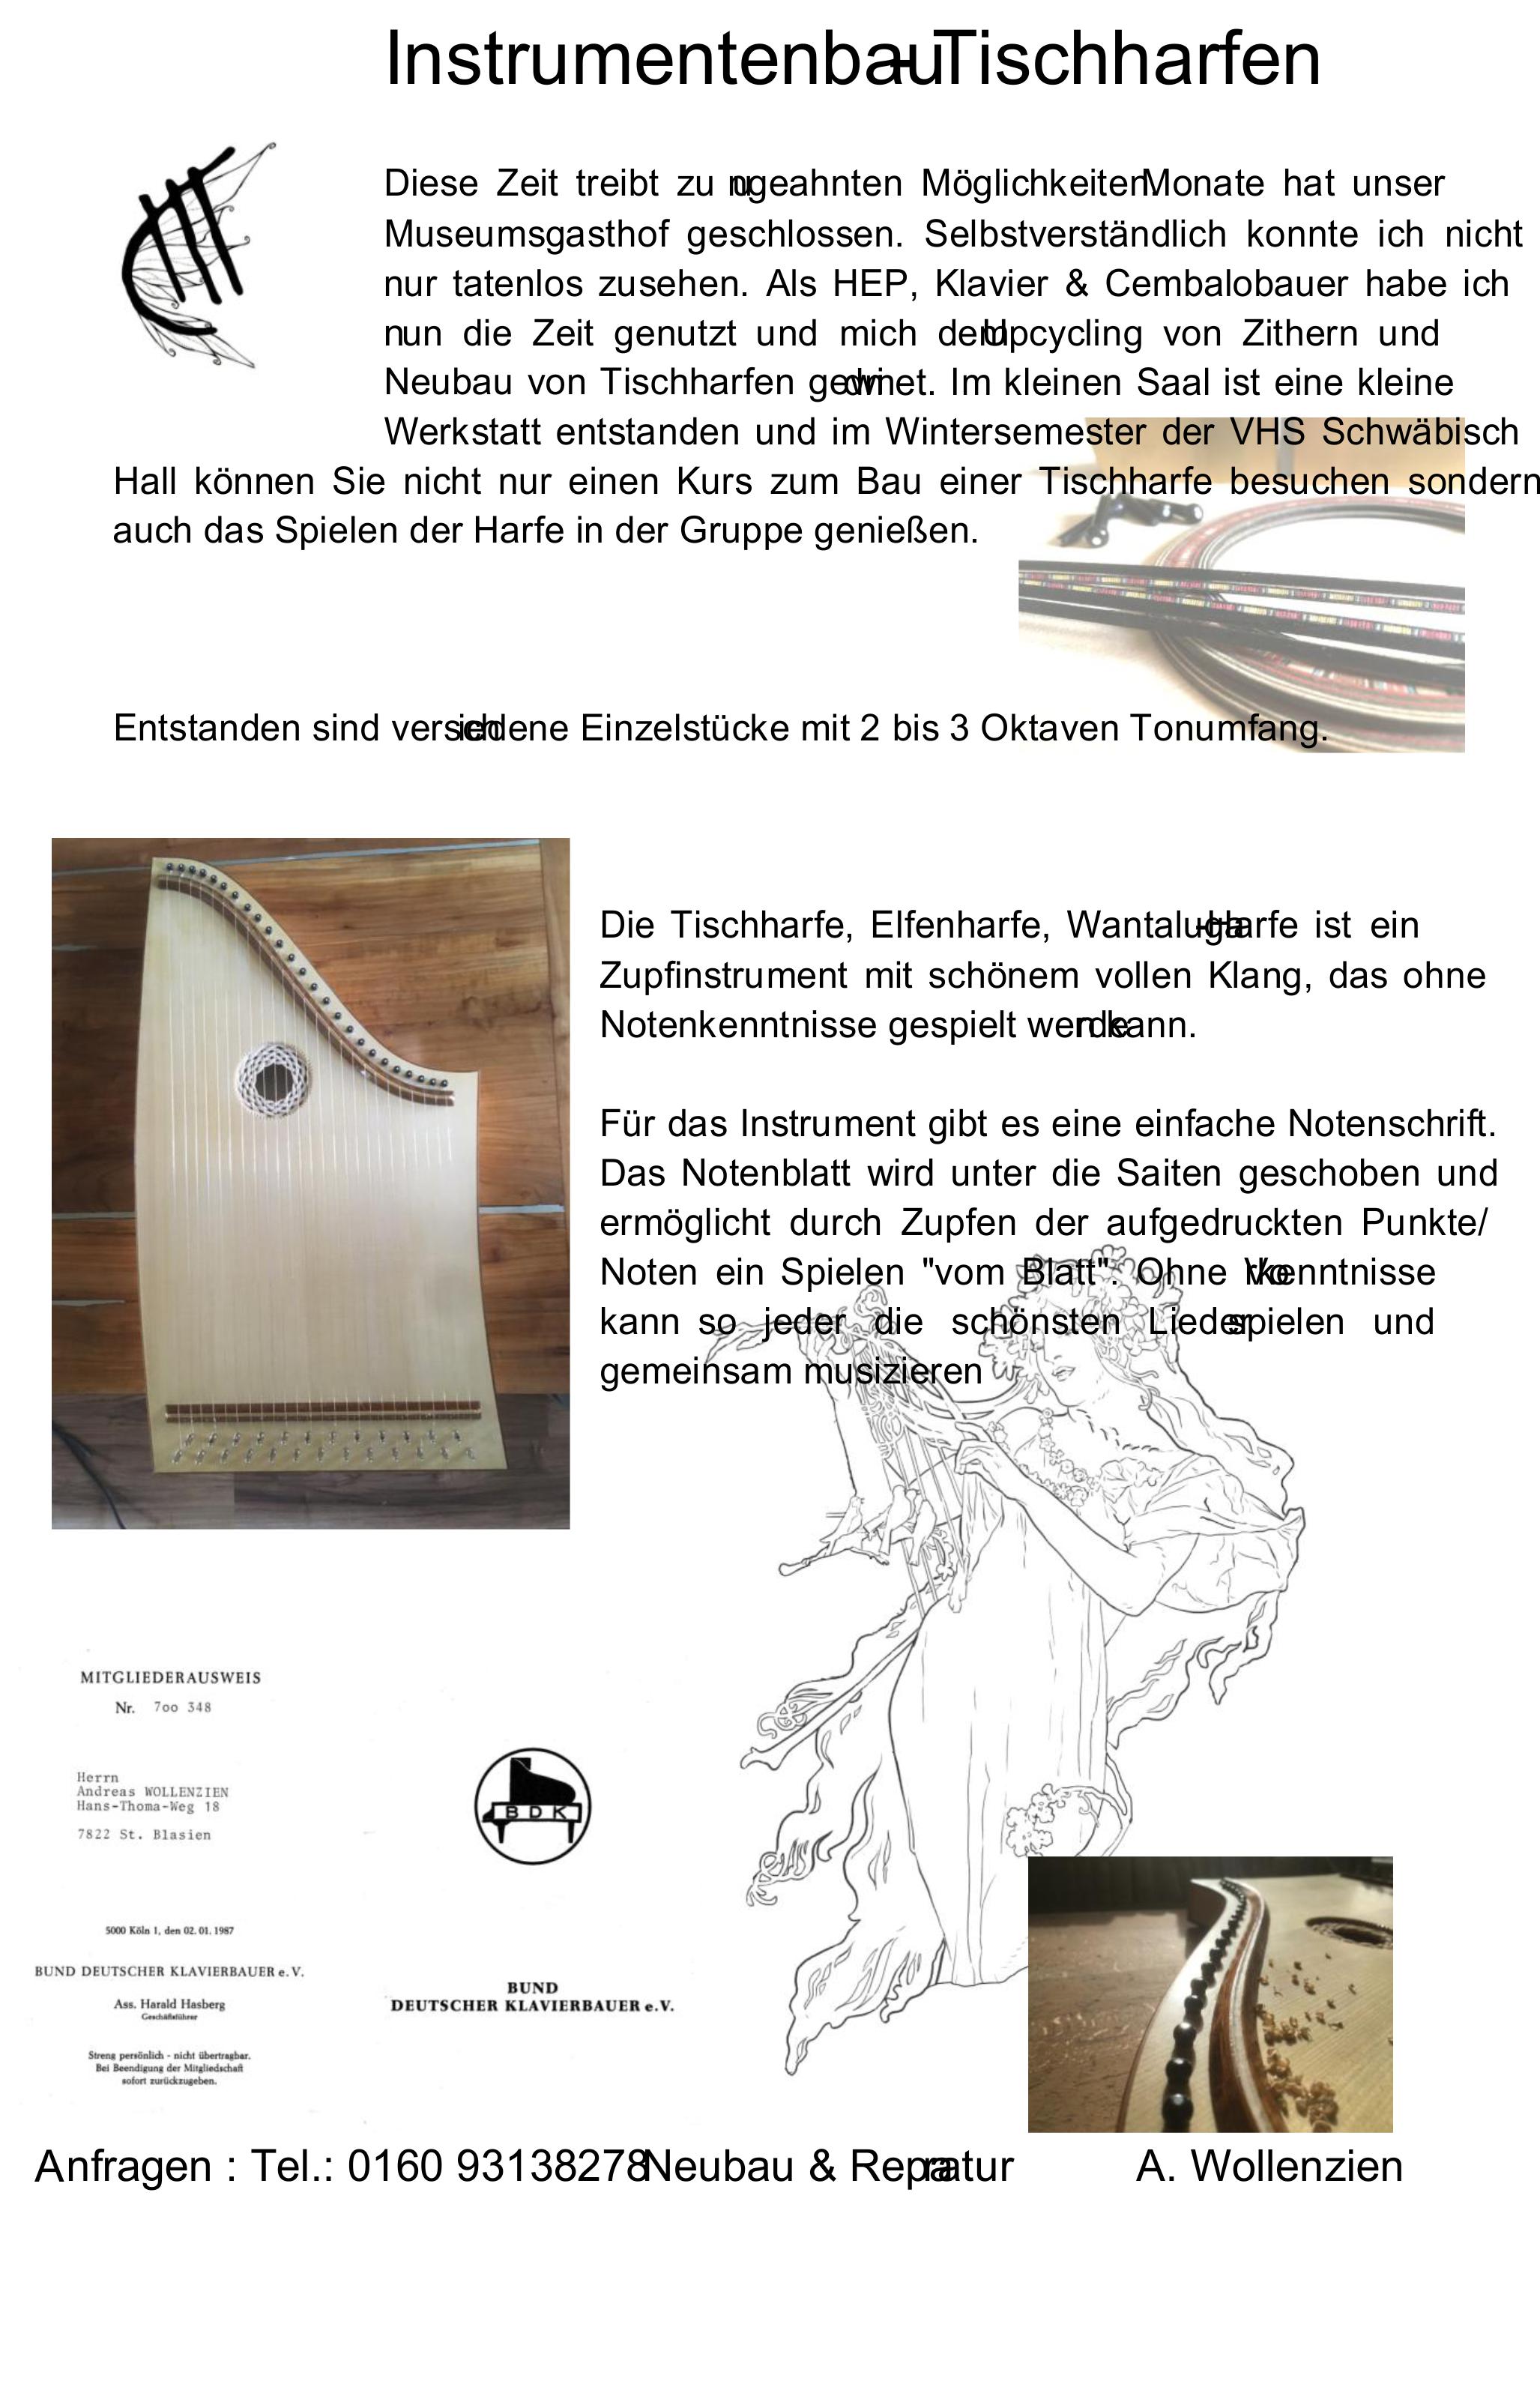 Instrumentenbau-Tischharfen
Diese Zeit treibt zu ungeahnten Möglichkeiten Monate hat unser
Museumsgasthof geschlossen. Selbstverständlich konnte ich nicht
nur tatenlos zusehen. Als HEP, Klavier & Cembalobauer habe ich
nun die Zeit genutzt und mich dem Upcycling von Zithern und
Neubau von Tischharfen gewidmet. Im kleinen Saal ist eine kleine
Werkstatt entstanden und im Wintersemester der VHS Schwäbisch
Hall können Sie nicht nur einen Kurs zum Bau einer Tischharfe besuchen sondern
auch das Spielen der Harfe in der Gruppe genießen.
Entstanden sind verschiedene Einzelstücke mit 2 bis 3 Oktaven Tonumfang.
Die Tischharfe, Elfenharfe, Wantaluga-Harfe ist ein
Zupfinstrument mit schönem vollen Klang, das ohne
Notenkenntnisse gespielt werden kann.
Für das Instrument gibt es eine einfache Notenschrift.
Das Notenblatt wird unter die Saiten geschoben und
ermöglicht durch Zupfen der aufgedruckten Punkte/
Noten ein Spielen "vom Blatt". Ohne Vorkenntnisse
kann so jeder die schönsten Lieder spielen und
gemeinsam musizieren
MITGLIEDERAUSWEIS
Nr. 7oo 348
Herrn
Andreas WOLLENZIEN
Hans-Thoma-Weg 18
7822 St. Blasien
5000 Köln 1, den 02. 01. 1987
BUND DEUTSCHER KLAVIERBAUER e. V.
Ass. Harald Hasberg
Geschäftsführer
Streng persönlich - nicht übertragbar.
Bei Beendigung der Mitgliedschaft
sofort zurückzugeben.
BDK
BUND
DEUTSCHER KLAVIERBAUER e. V.
Anfragen : Tel.: 0160 93138278 Neubau & Reparatur A. Wollenzien